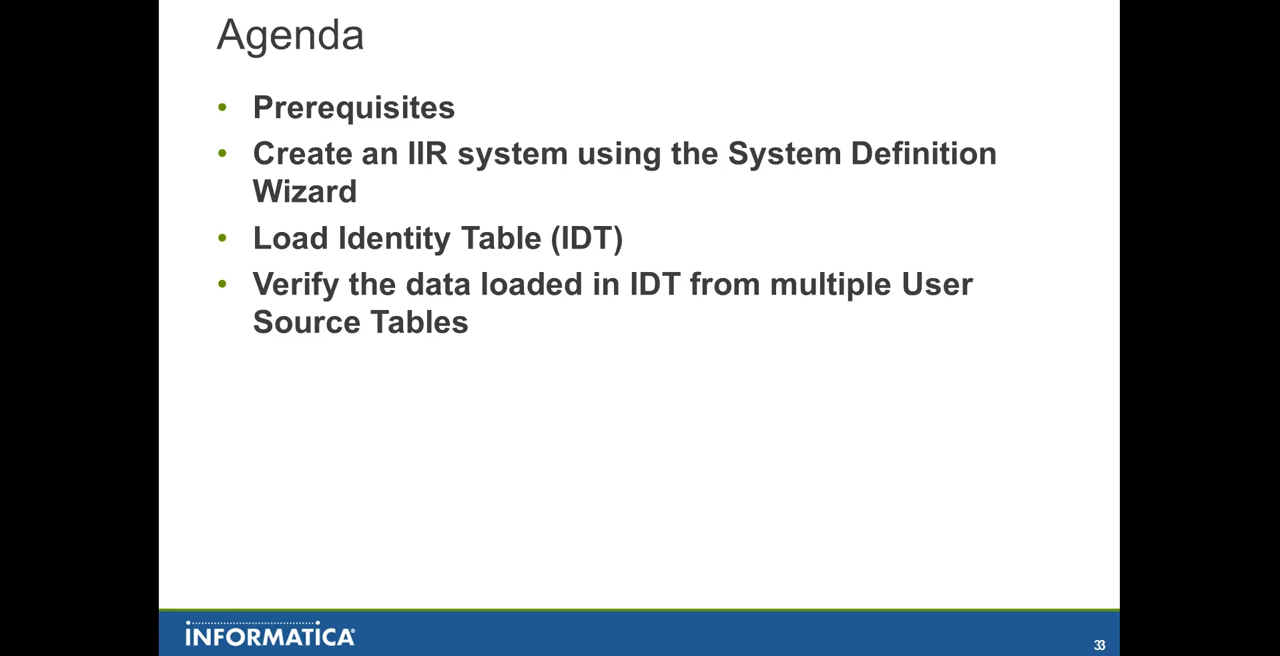 Agenda
• Prerequisites
• Create an IIR system using the System Definition
Wizard
• Load Identity Table (IDT)
• Verify the data loaded in IDT from multiple User
Source Tables
INFORMATICA®
33